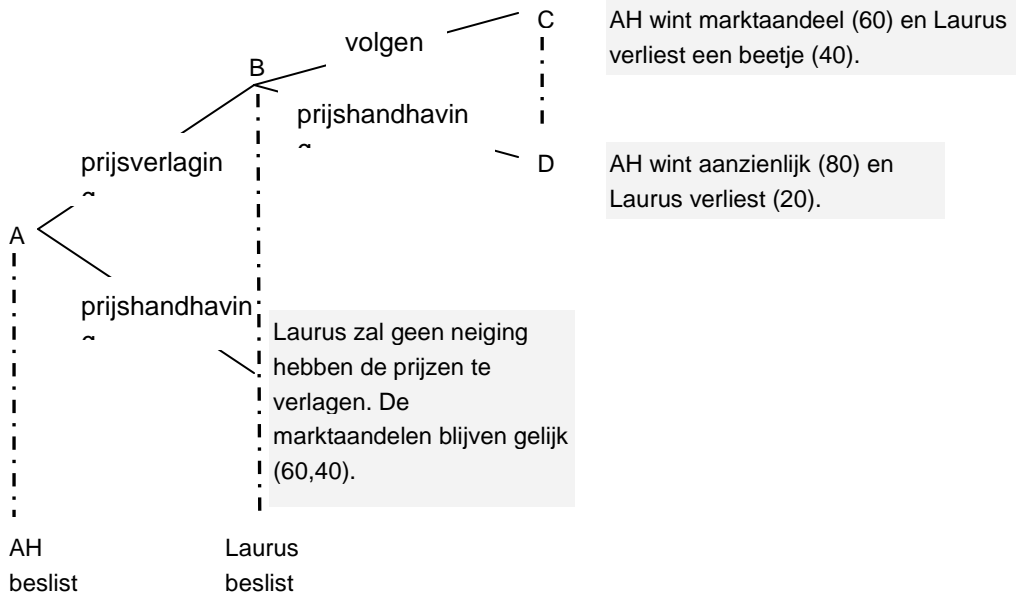 C
AH wint marktaandeel (60) en Laurus
verliest een beetje (40).
volgen
B
prijshandhavin
D
AH wint aanzienlijk (80) en
Laurus verliest (20).
prijsverlagin
A
prijshandhavin
Laurus zal geen neiging
hebben de prijzen te
verlagen. De
marktaandelen blijven gelijk
(60,40).
AH
beslist
Laurus
beslist